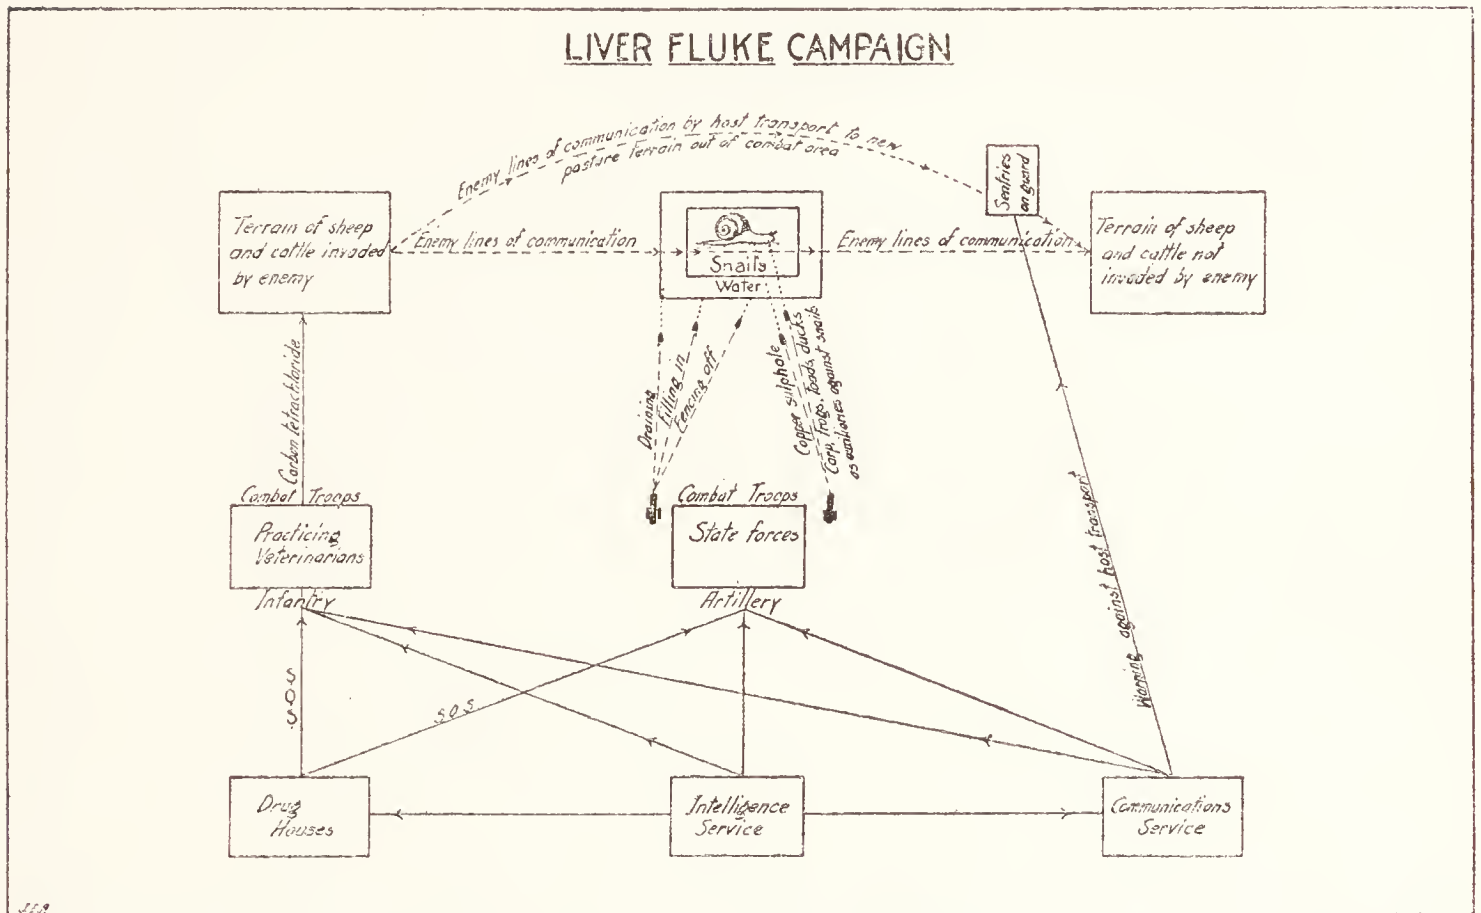 LIVER FLUKE CAMPAIGN
Enemy lines of communication by host transport to new
pasture terrain out of combat area
Sentries
on guard
Terrain of sheep
and cattle invaded
by enemy
Enemy lines of communication
Snails
Water
Enemy lines of communication
Terrain of sheep
and cattle not
invaded by enemy
Carbon tetrachloride
Draining
Filling in
Fencing off
Copper sulphate
Carp, frogs, toads, ducks
as auxiliaries against snails
Warning against host transport
Combat Troops
Practicing
Veterinarians
Infantry
Combat Troops
State forces
Artillery
S
O
S
S.O.S.
Drug
Houses
Intelligence
Service
Communications
Service